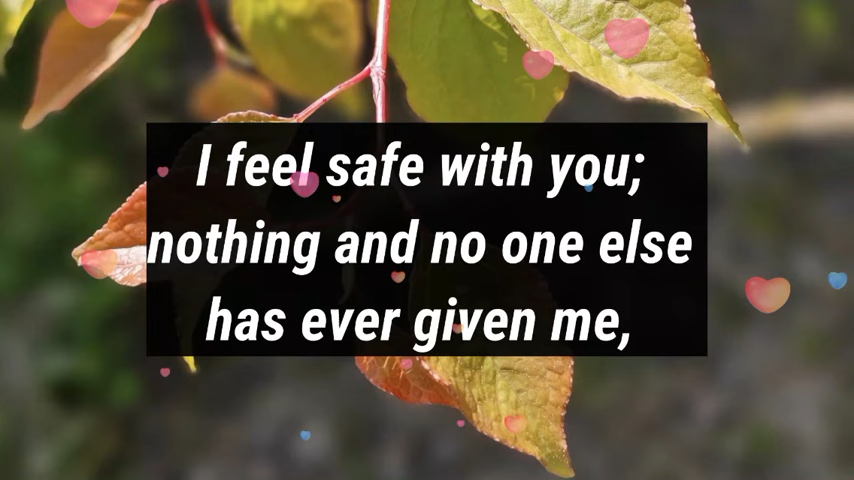 I feel safe with you;
nothing and no one else
has ever given me,